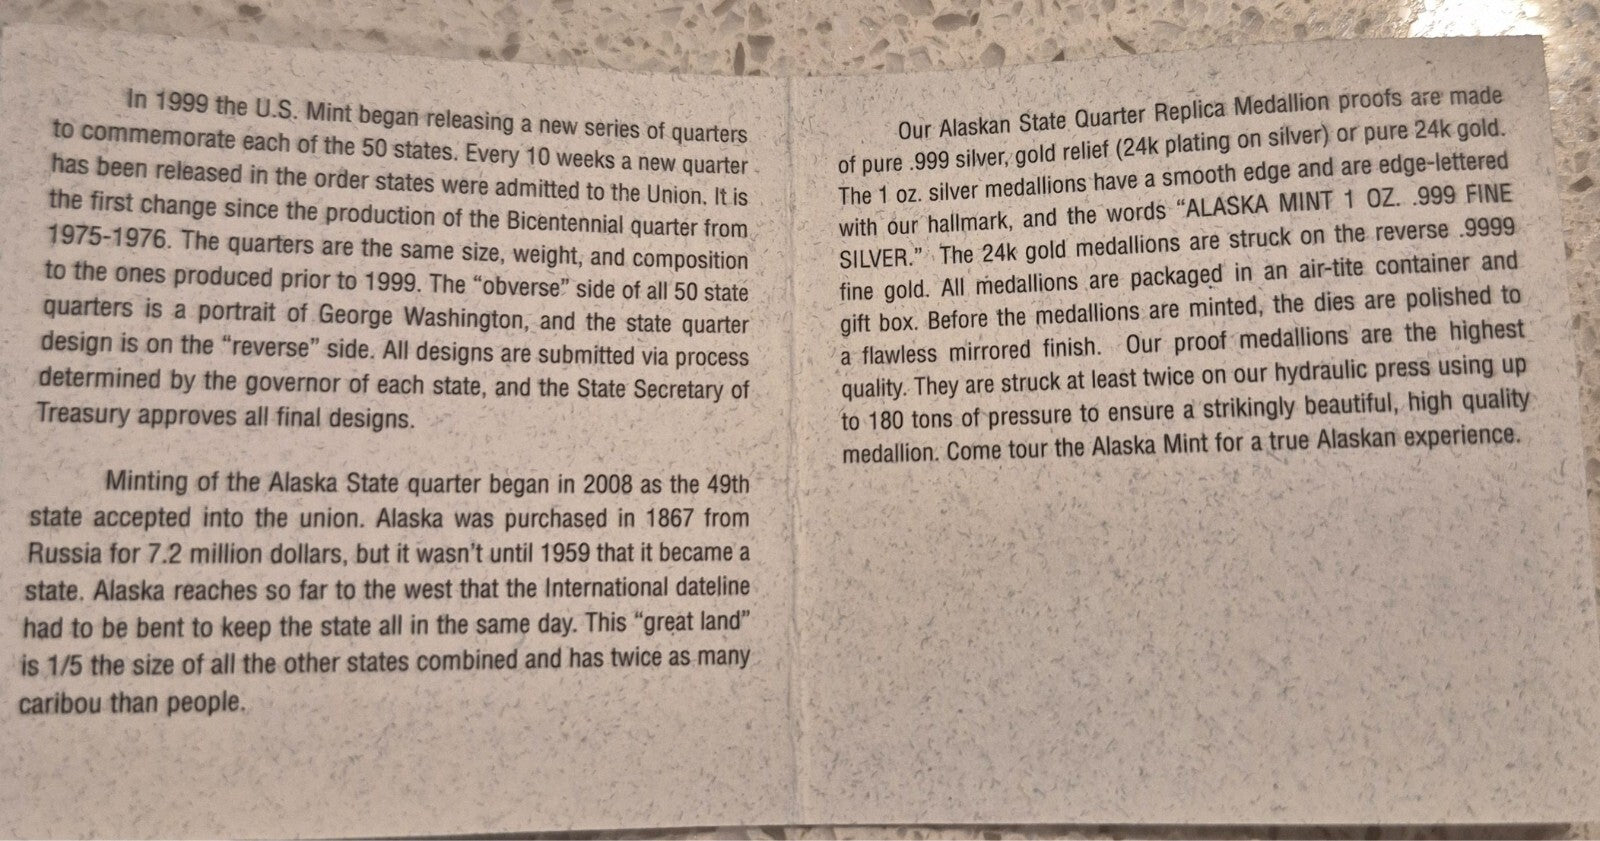 In 1999 the U.S. Mint began releasing a new series of quarters
to commemorate each of the 50 states. Every 10 weeks a new quarter
has been released in the order states were admitted to the Union. It is
the first change since the production of the Bicentennial quarter from
1975-1976. The quarters are the same size, weight, and composition
to the ones produced prior to 1999. The “obverse” side of all 50 state
quarters is a portrait of George Washington, and the state quarter
design is on the “reverse” side. All designs are submitted via process
determined by the governor of each state, and the State Secretary of
Treasury approves all final designs.
Minting of the Alaska State quarter began in 2008 as the 49th
state accepted into the union. Alaska was purchased in 1867 from
Russia for 7.2 million dollars, but it wasn't until 1959 that it became a
state. Alaska reaches so far to the west that the International dateline
had to be bent to keep the state all in the same day. This “great land”
is 1/5 the size of all the other states combined and has twice as many
caribou than people.
Our Alaskan State Quarter Replica Medallion proofs are made
of pure .999 silver, gold relief (24k plating on silver) or pure 24k gold.
The 1 oz. silver medallions have a smooth edge and are edge-lettered
with our hallmark, and the words “ALASKA MINT 1 OZ. .999 FINE
SILVER.” The 24k gold medallions are struck on the reverse .9999
fine gold. All medallions are packaged in an air-tite container and
gift box. Before the medallions are minted, the dies are polished to
a flawless mirrored finish. Our proof medallions are the highest
quality. They are struck at least twice on our hydraulic press using up
to 180 tons of pressure to ensure a strikingly beautiful, high quality
medallion. Come tour the Alaska Mint for a true Alaskan experience.